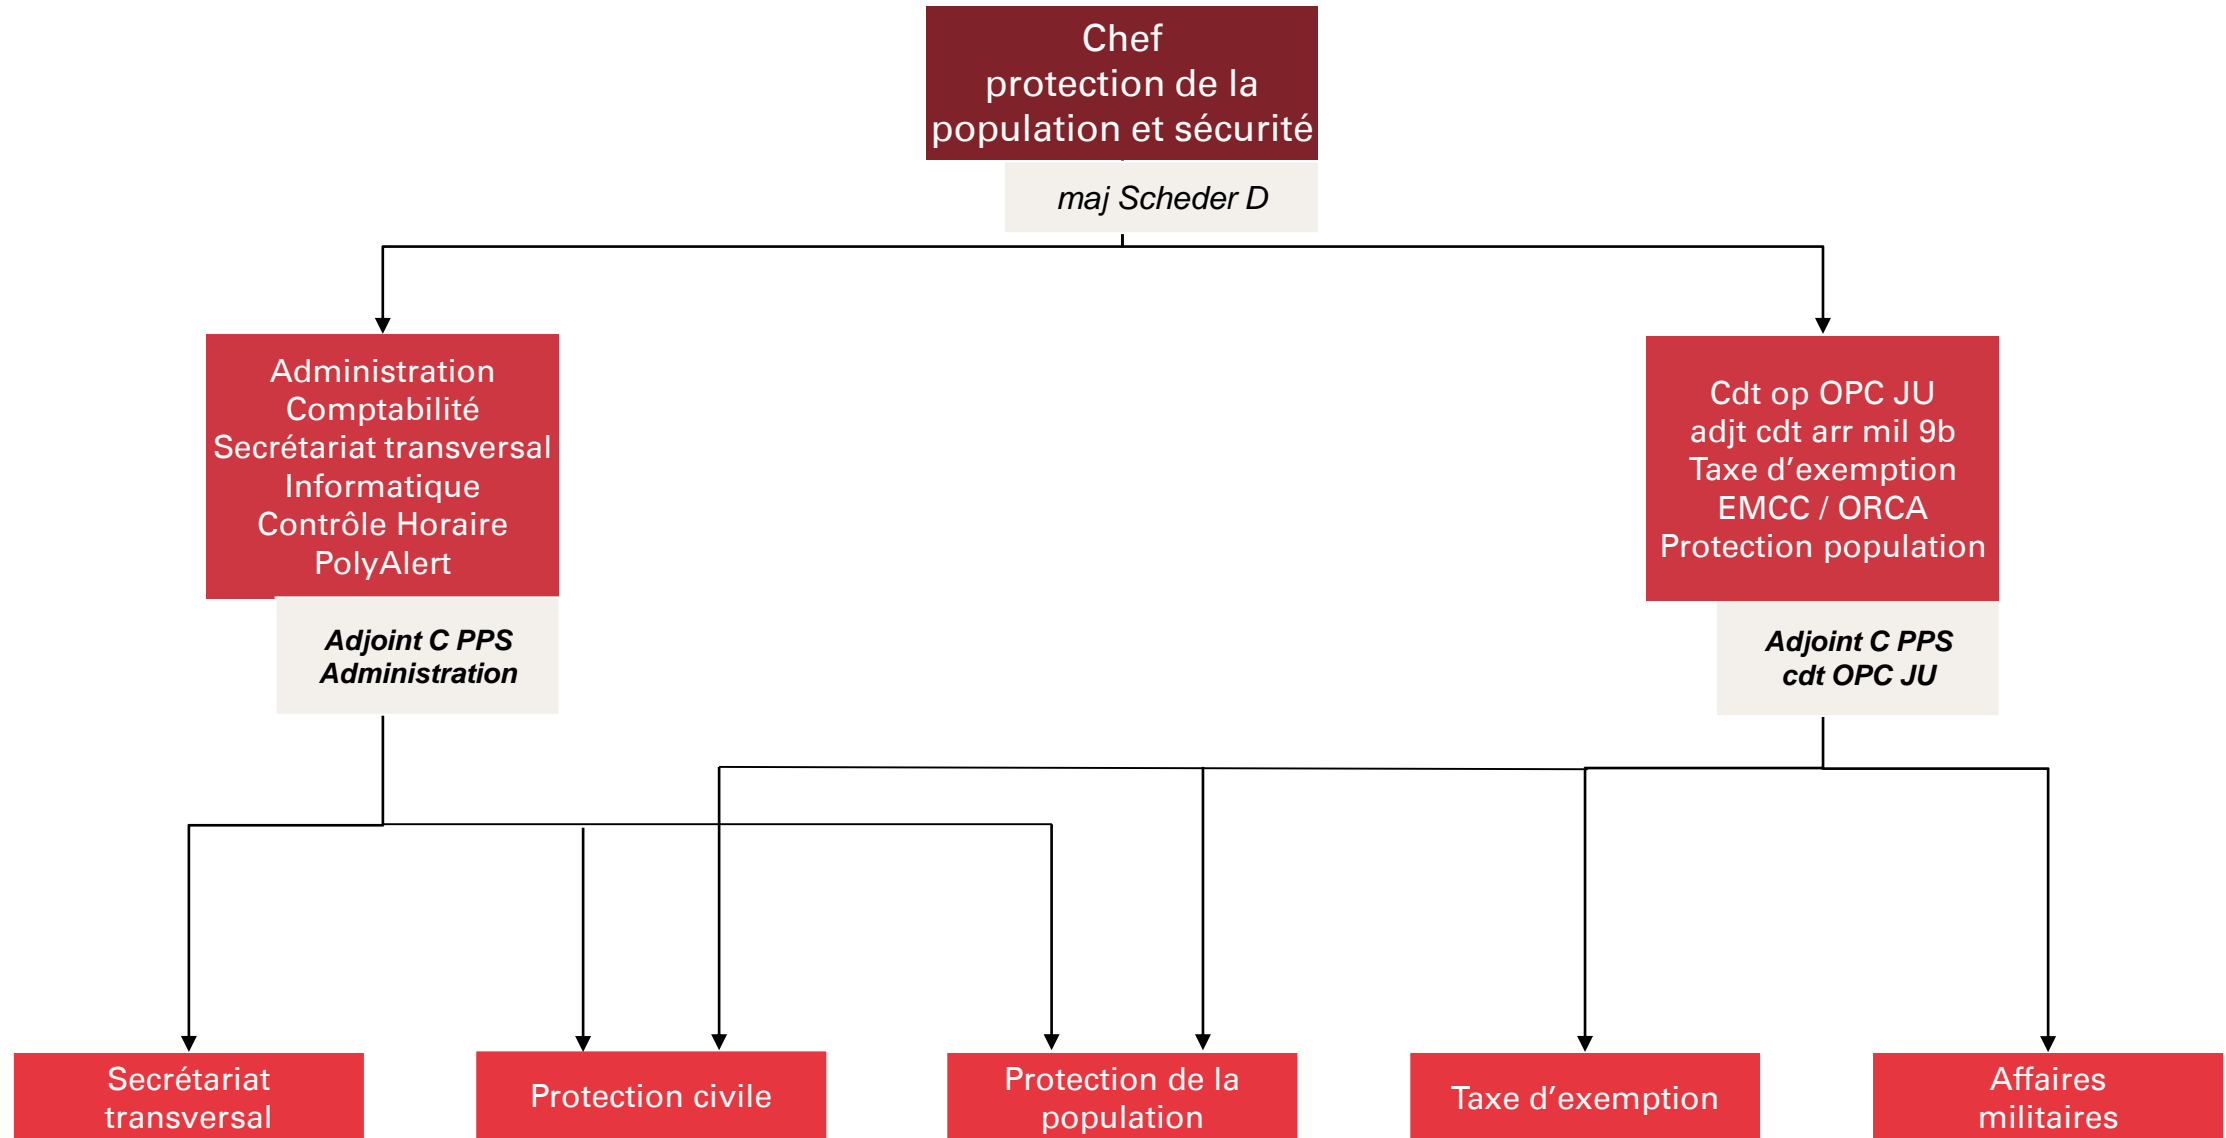 Chef
protection de la
population et sécurité
maj Scheder D
Administration
Comptabilité
Secrétariat transversal
Informatique
Contrôle Horaire
PolyAlert
Adjoint C PPS
Administration
Cdt op OPC JU
adjt cdt arr mil 9b
Taxe d’exemption
EMCC / ORCA
Protection population
Adjoint C PPS
cdt OPC JU
Secrétariat
transversal
Protection civile
Protection de la
population
Taxe d’exemption
Affaires
militaires